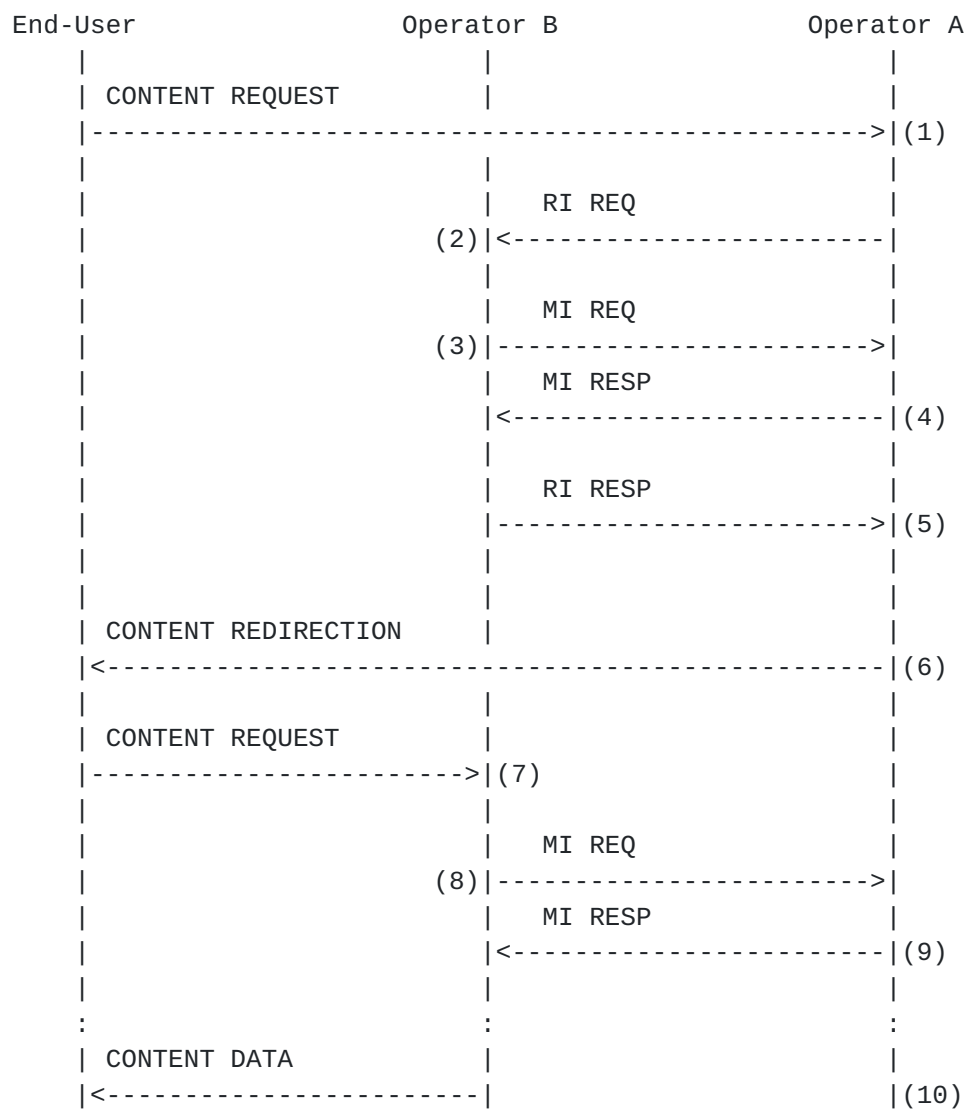 End-User Operator B Operator A
CONTENT REQUEST
(1)
RI REQ
(2)
MI REQ
(3)
MI RESP
(4)
RI RESP
(5)
CONTENT REDIRECTION
(6)
CONTENT REQUEST
(7)
MI REQ
(8)
MI RESP
(9)
: : :
CONTENT DATA
(10)